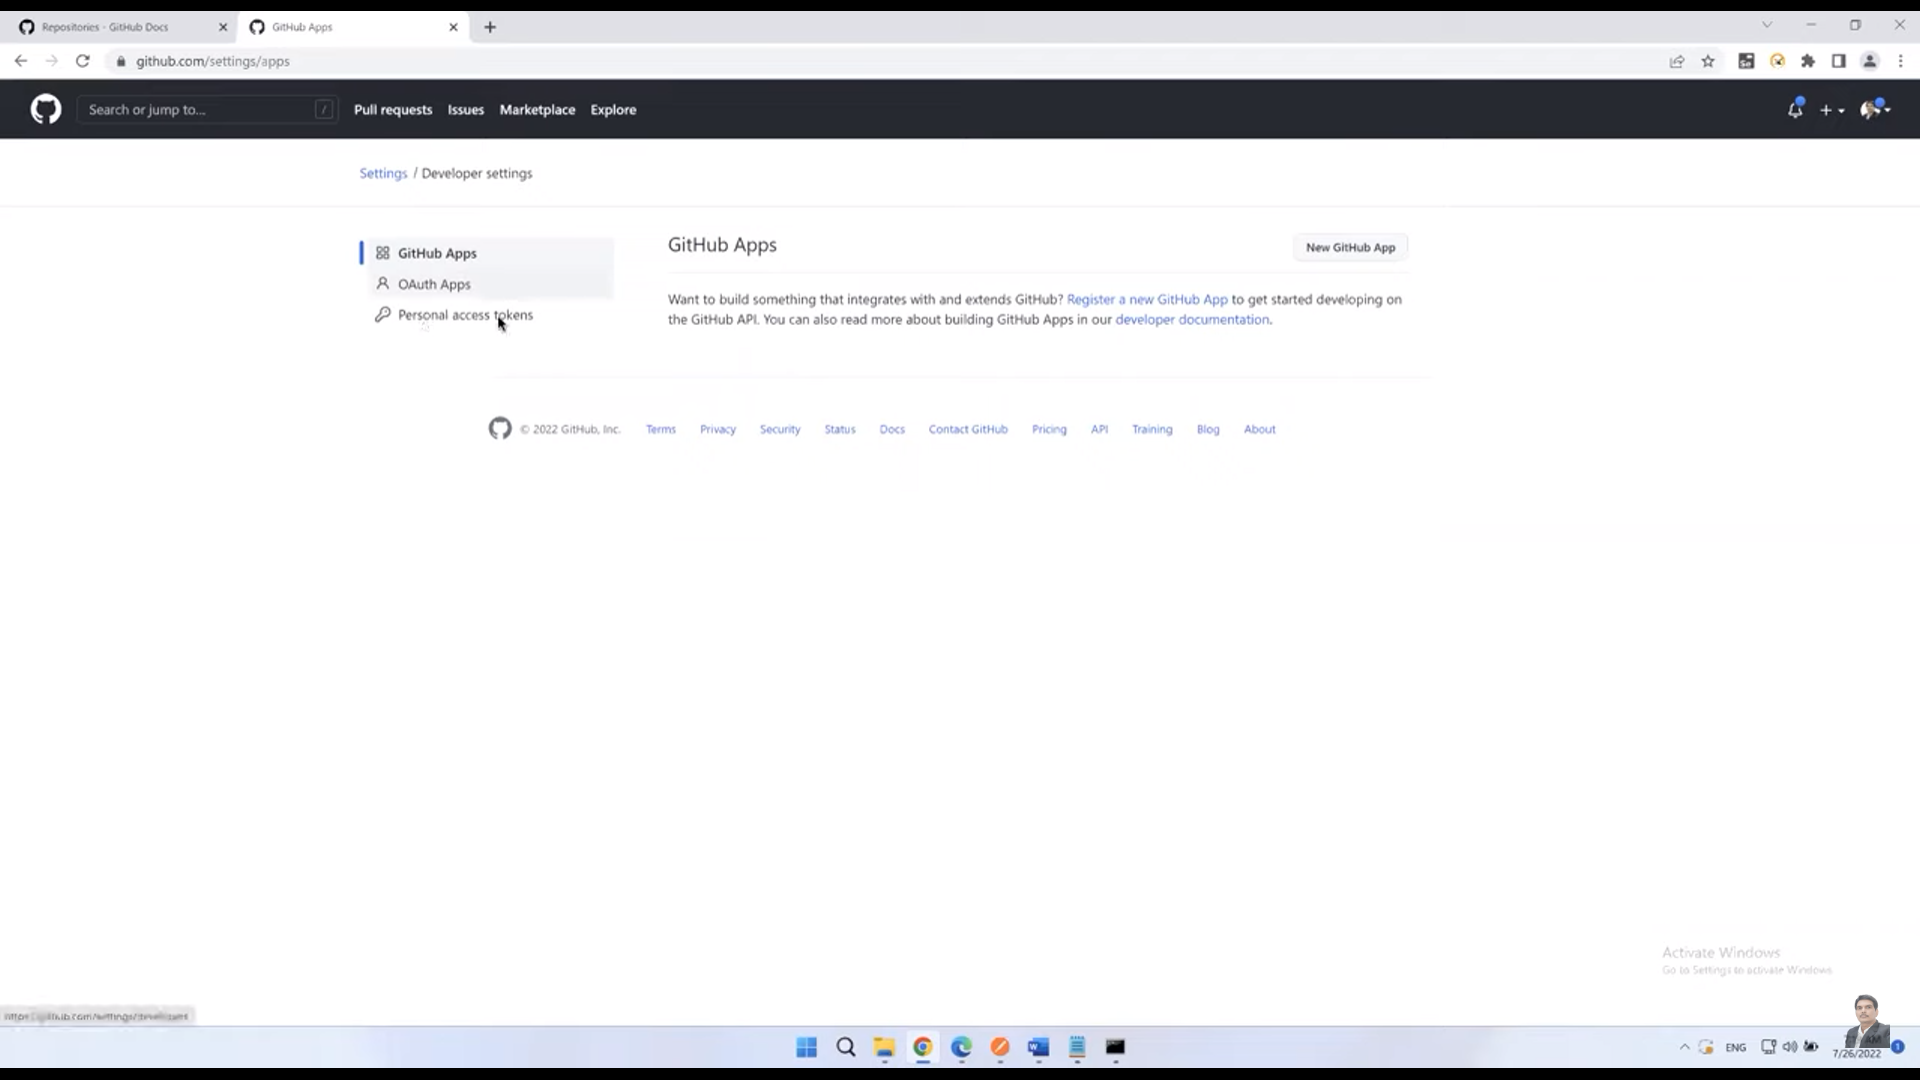 Repositories - GitHub Docs
GitHub Apps
github.com/settings/apps
Search or jump to...
/
Pull requests
Issues
Marketplace
Explore
Settings / Developer settings
GitHub Apps
OAuth Apps
Personal access tokens
GitHub Apps
New GitHub App
Want to build something that integrates with and extends GitHub? Register a new GitHub App to get started developing on
the GitHub API. You can also read more about building GitHub Apps in our developer documentation.
© 2022 GitHub, Inc.
Terms
Privacy
Security
Status
Docs
Contact GitHub
Pricing
API
Training
Blog
About
Activate Windows
Go to Settings to activate Windows.
ENG
7/26/2022
1